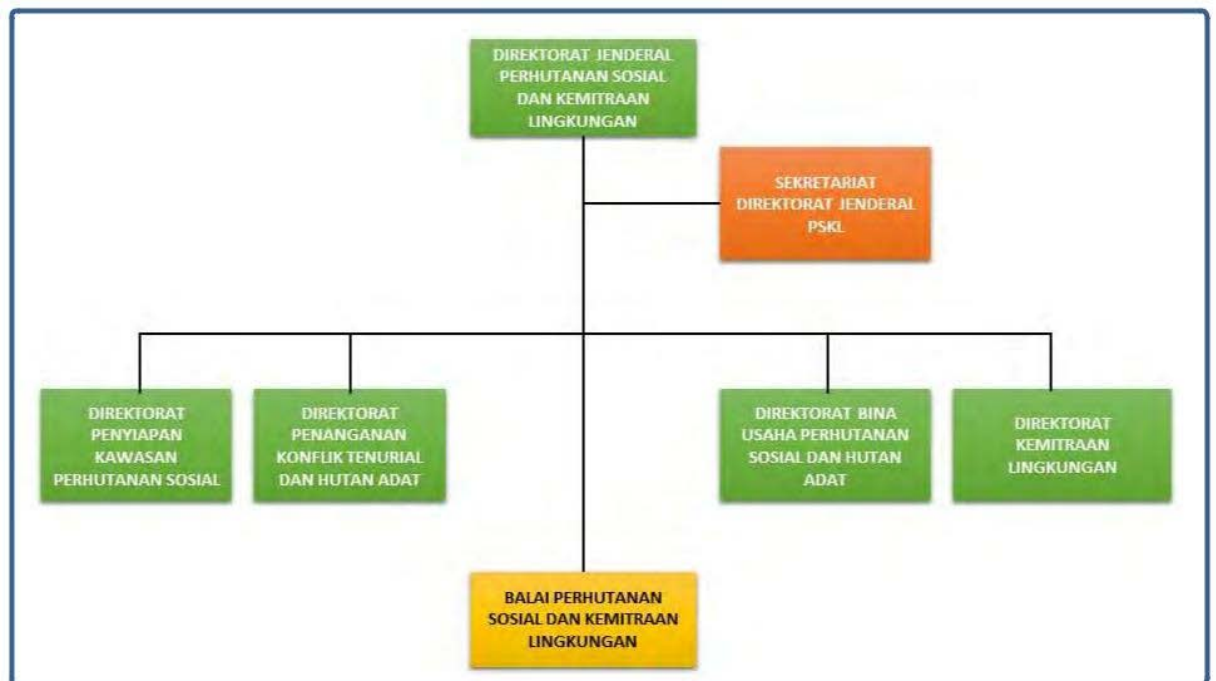 DIREKTORAT JENDERAL
PERHUTANAN SOSIAL
DAN KEMITRAAN
LINGKUNGAN
SEKRETARIAT
DIREKTORAT JENDERAL
PSKL
DIREKTORAT
PENYIAPAN
KAWASAN
PERHUTANAN SOSIAL
DIREKTORAT
PENANGANAN
KONFLIK TENURIAL
DAN HUTAN ADAT
DIREKTORAT BINA
USAHA PERHUTANAN
SOSIAL DAN HUTAN
ADAT
DIREKTORAT
KEMITRAAN
LINGKUNGAN
BALAI PERHUTANAN
SOSIAL DAN KEMITRAAN
LINGKUNGAN